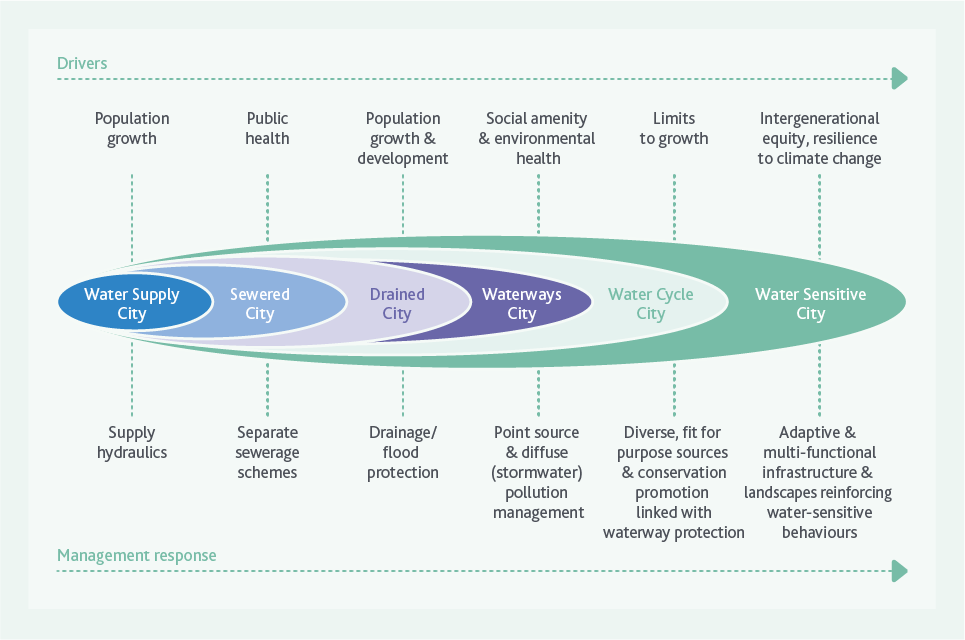 Drivers
Population
growth
Public
health
Population
growth &
development
Social amenity
& environmental
health
Limits
to growth
Intergenerational
equity, resilience
to climate change
Water Supply
City
Sewered
City
Drained
City
Waterways
City
Water Cycle
City
Water Sensitive
City
Supply
hydraulics
Separate
sewerage
schemes
Drainage/
flood
protection
Point source
& diffuse
(stormwater)
pollution
management
Diverse, fit for
purpose sources
& conservation
promotion
linked with
waterway protection
Adaptive &
multi-functional
infrastructure &
landscapes reinforcing
water-sensitive
behaviours
Management response